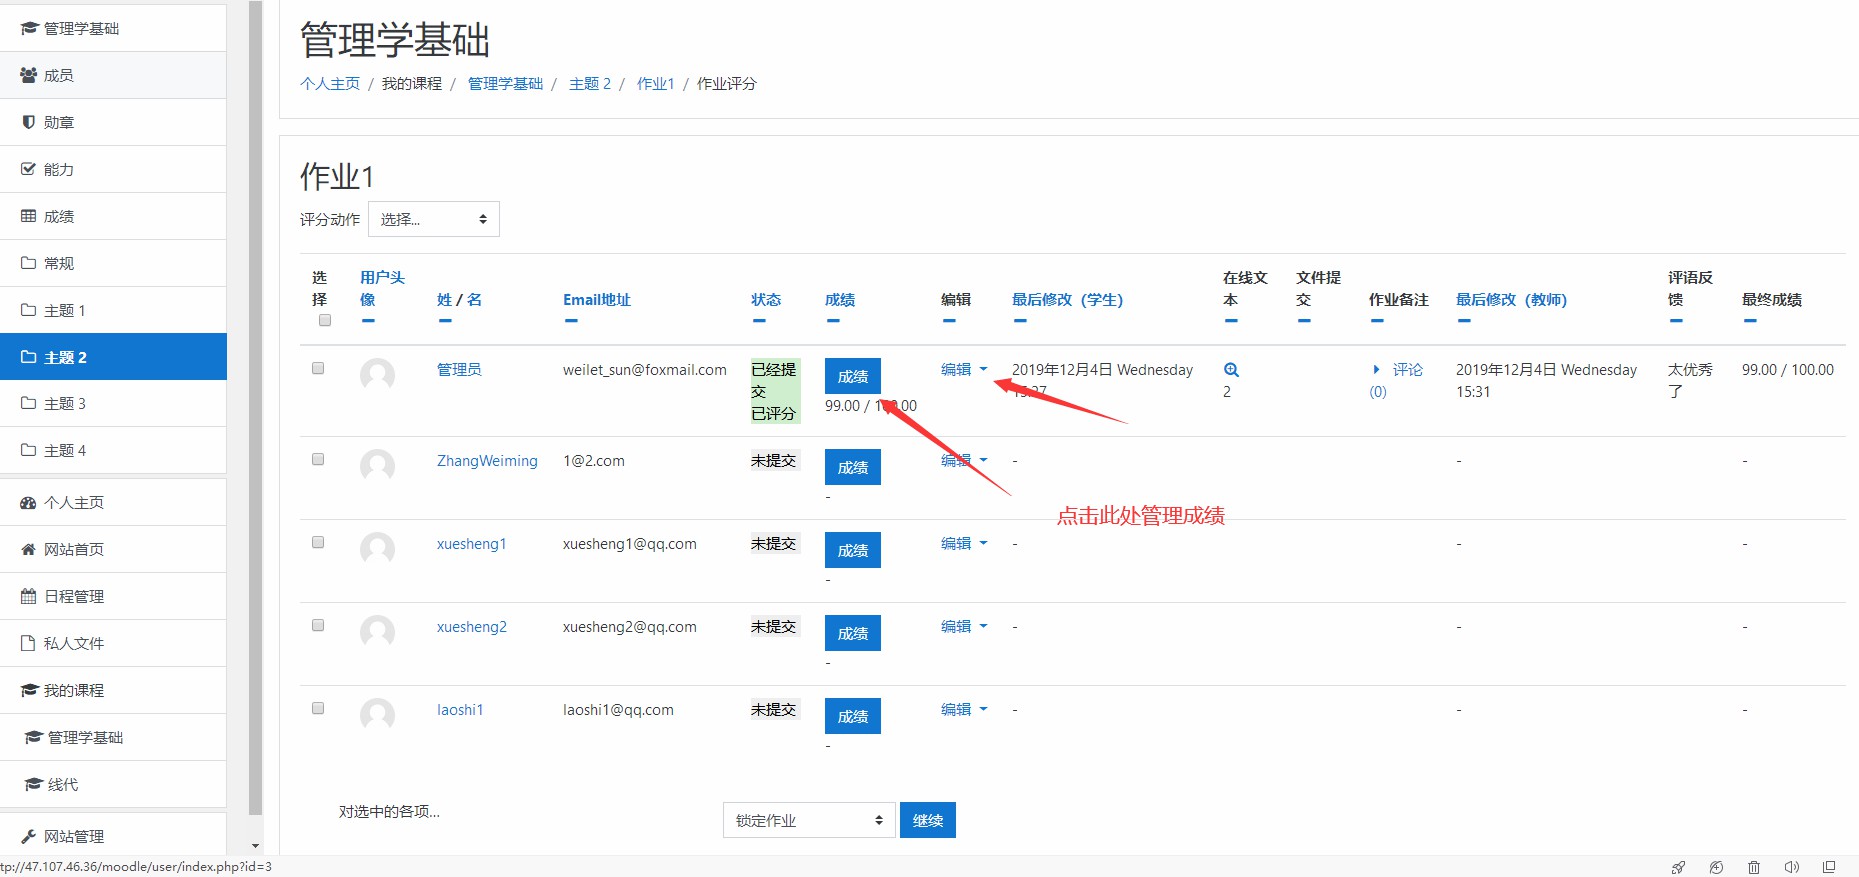 管理学基础
成员
勋章
能力
成绩
常规
主题 1
主题 2
主题 3
主题 4
个人主页
网站首页
日程管理
私人文件
我的课程
管理学基础
线代
网站管理
tp://47.107.46.36/moodle/user/index.php?id=3
管理学基础
个人主页 / 我的课程 / 管理学基础 / 主题 2 / 作业1 / 作业评分
作业1
评分动作 选择...
选择 用户头像 姓 / 名 Email地址 状态 成绩 编辑 最后修改（学生） 在线文本 文件提交 作业备注 最后修改（教师） 评语反馈 最终成绩
管理员 weilet_sun@foxmail.com 已经提交 已评分 成绩 99.00 / 100.00 编辑 2019年12月4日 Wednesday 2 评论 (0) 2019年12月4日 Wednesday 15:31 太优秀了 99.00 / 100.00
ZhangWeiming 1@2.com 未提交 成绩 - 编辑 - - -
点击此处管理成绩
xuesheng1 xuesheng1@qq.com 未提交 成绩 - 编辑 - - -
xuesheng2 xuesheng2@qq.com 未提交 成绩 - 编辑 - - -
laoshi1 laoshi1@qq.com 未提交 成绩 - 编辑 - - -
对选中的各项... 锁定作业 继续